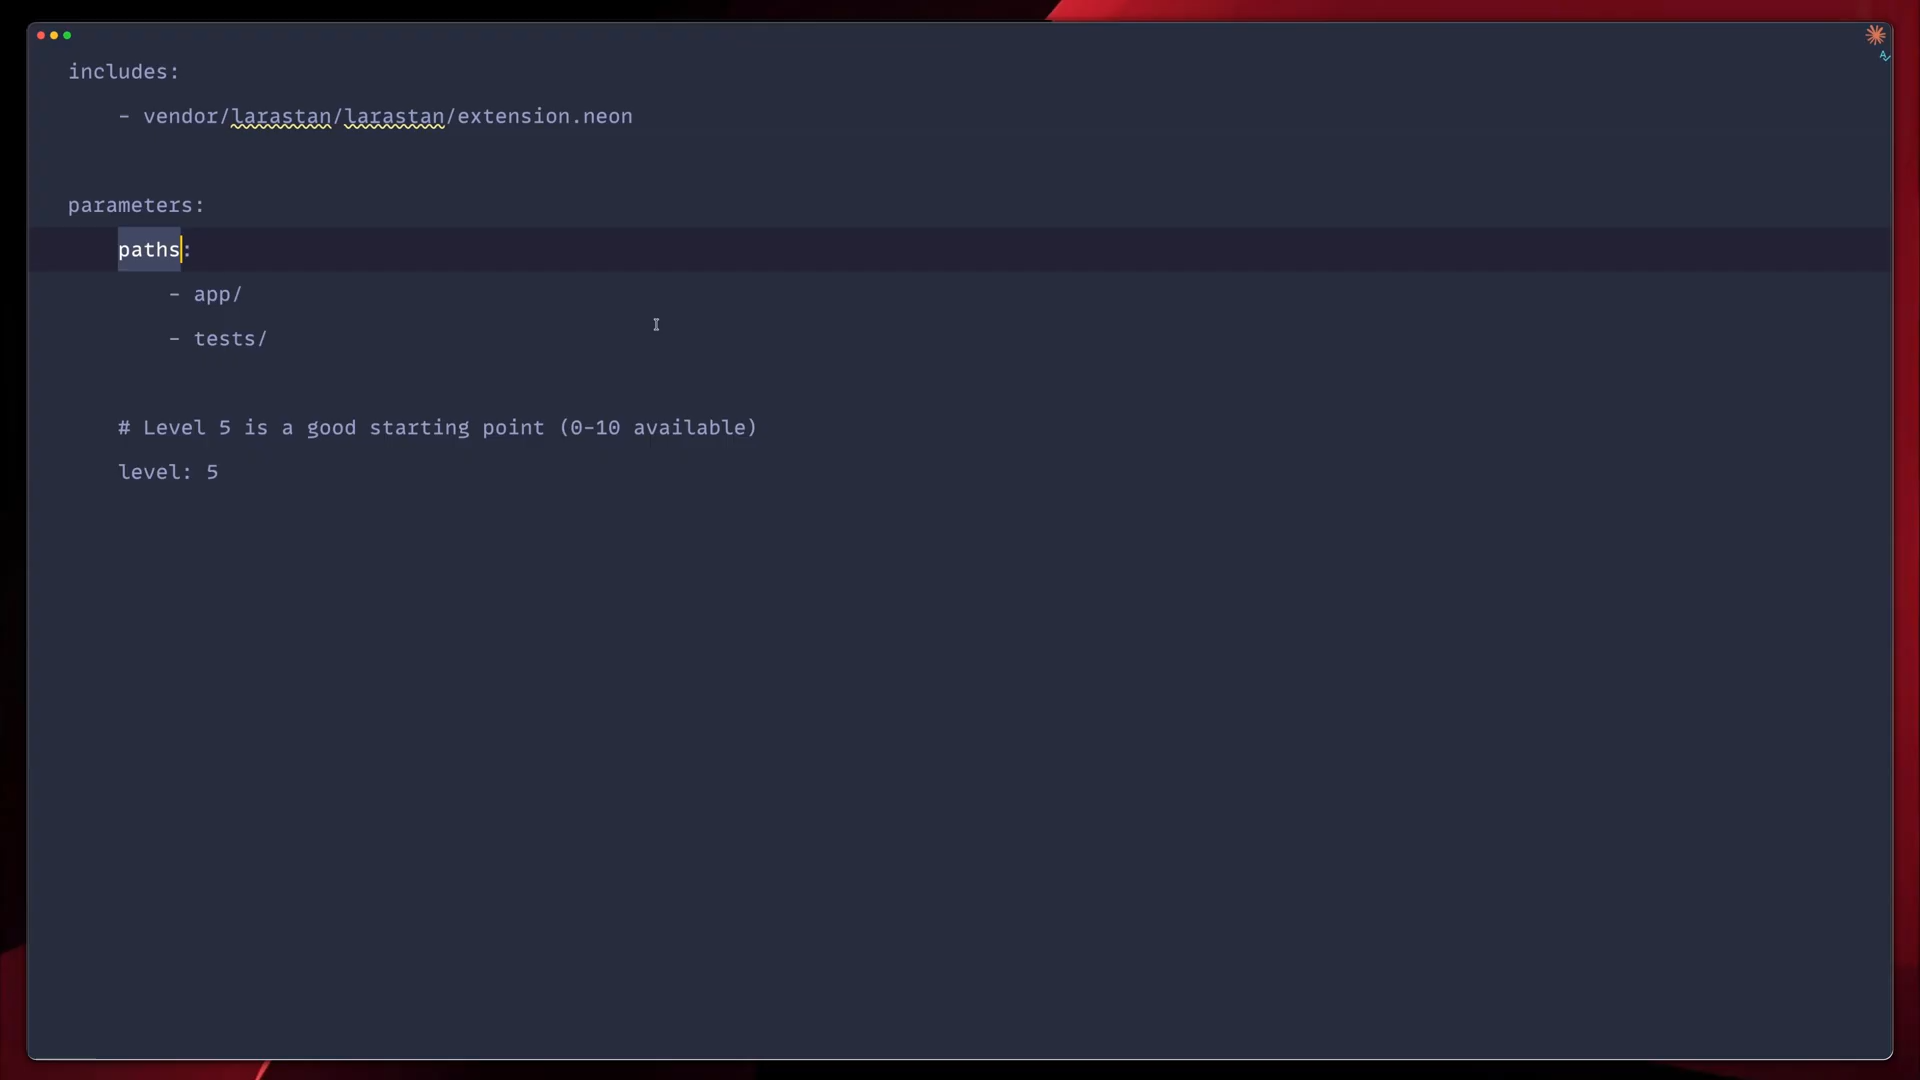 includes:
- vendor/larastan/larastan/extension.neon
parameters:
paths:
- app/
- tests/
# Level 5 is a good starting point (0-10 available)
level: 5